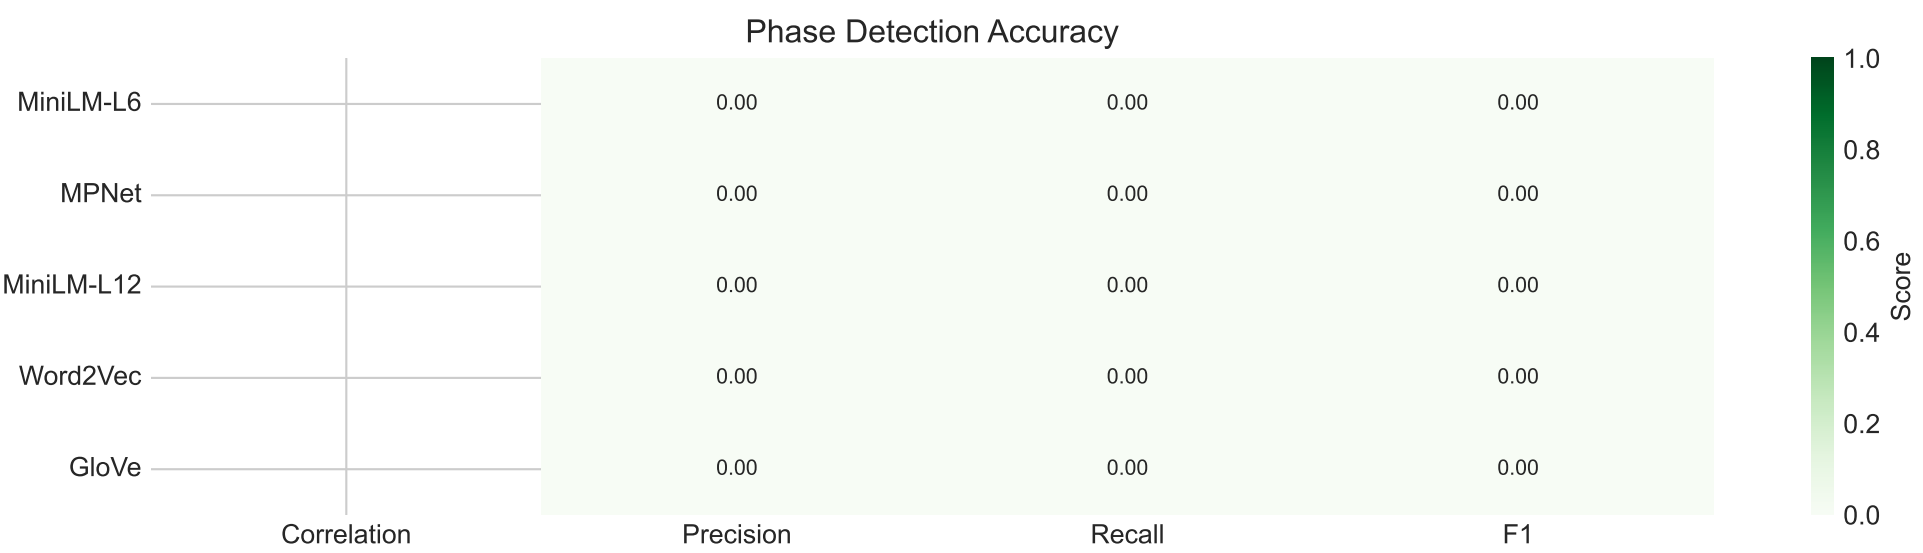 Phase Detection Accuracy
MiniLM-L6 0.00 0.00 0.00
MPNet 0.00 0.00 0.00
MiniLM-L12 0.00 0.00 0.00
Word2Vec 0.00 0.00 0.00
GloVe 0.00 0.00 0.00
Correlation Precision Recall F1
1.0
0.8
0.6
0.4
0.2
0.0
Score